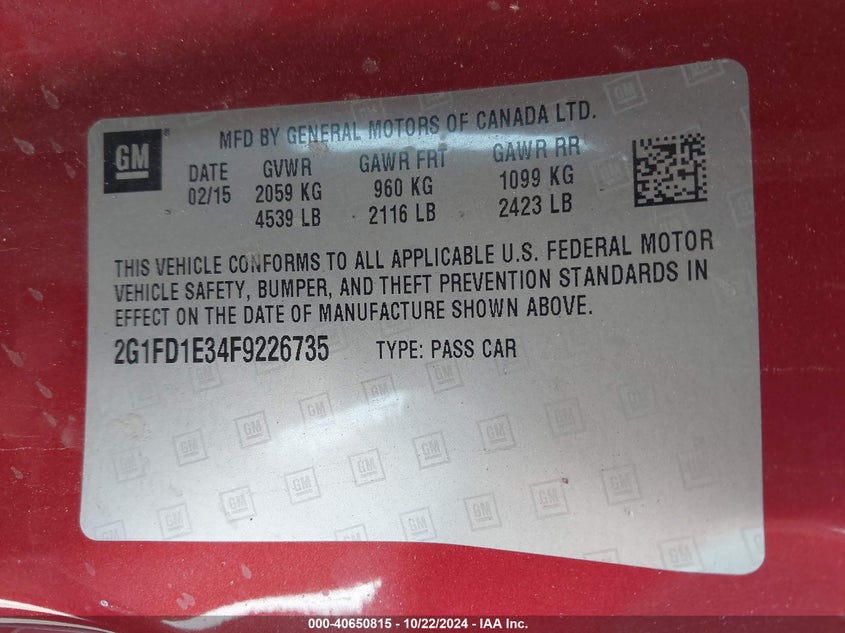 GM
MFD BY GENERAL MOTORS OF CANADA LTD.
DATE GVWR GAWR FRT GAWR RR
02/15 2059 KG 960 KG 1099 KG
4539 LB 2116 LB 2423 LB
THIS VEHICLE CONFORMS TO ALL APPLICABLE U.S. FEDERAL MOTOR
VEHICLE SAFETY, BUMPER, AND THEFT PREVENTION STANDARDS IN
EFFECT ON THE DATE OF MANUFACTURE SHOWN ABOVE.
2G1FD1E34F9226735 TYPE: PASS CAR
000-40650815 - 10/22/2024 - IAA Inc.